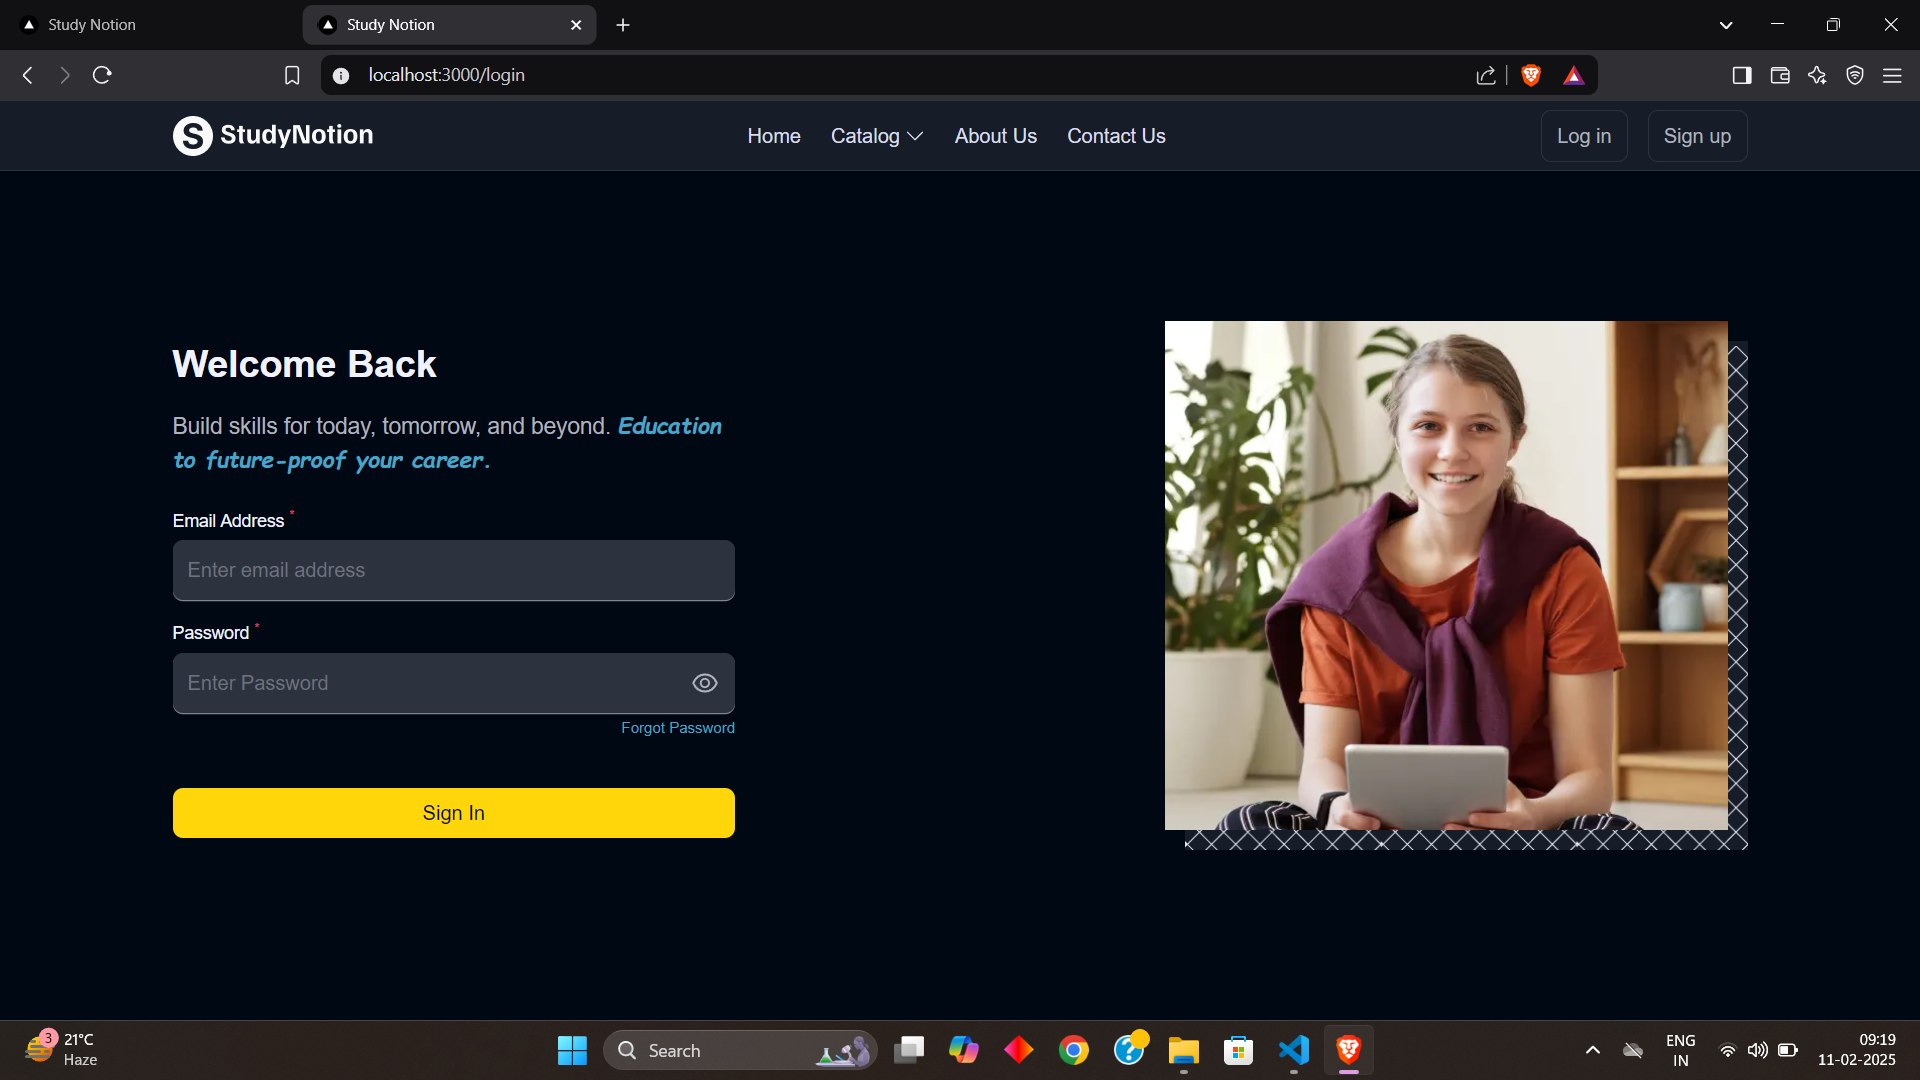 Study Notion
Study Notion
localhost:3000/login
S StudyNotion
Home
Catalog
About Us
Contact Us
Log in
Sign up
Welcome Back
Build skills for today, tomorrow, and beyond. Education
to future-proof your career.
Email Address *
Enter email address
Password *
Enter Password
Forgot Password
Sign In
3
21°C
Haze
Search
?
ENG
IN
09:19
11-02-2025